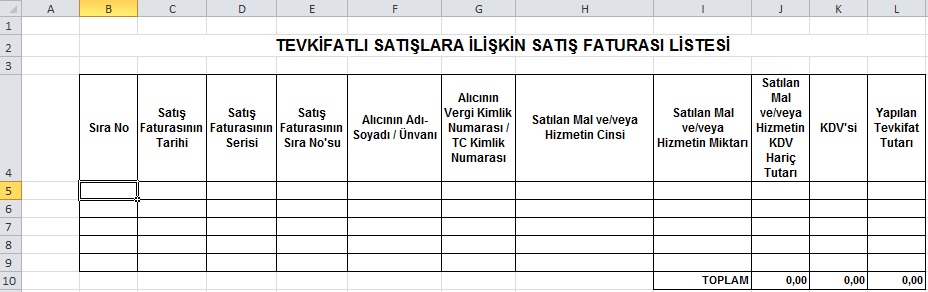 A B C D E F G H I J K L
1
2 TEVKİFATLI SATIŞLARA İLİŞKİN SATIŞ FATURASI LİSTESİ
3
4
Sıra No
Satış
Faturasının
Tarihi
Satış
Faturasının
Serisi
Satış
Faturasının
Sıra No'su
Alıcının Adı-
Soyadı / Ünvanı
Alıcının
Vergi Kimlik
Numarası /
TC Kimlik
Numarası
Satılan Mal ve/veya
Hizmetin Cinsi
Satılan Mal
ve/veya
Hizmetin Miktarı
Satılan
Mal
ve/veya
Hizmetin
KDV
Hariç
Tutarı
KDV'si
Yapılan
Tevkifat
Tutarı
5
6
7
8
9
10 TOPLAM 0,00 0,00 0,00